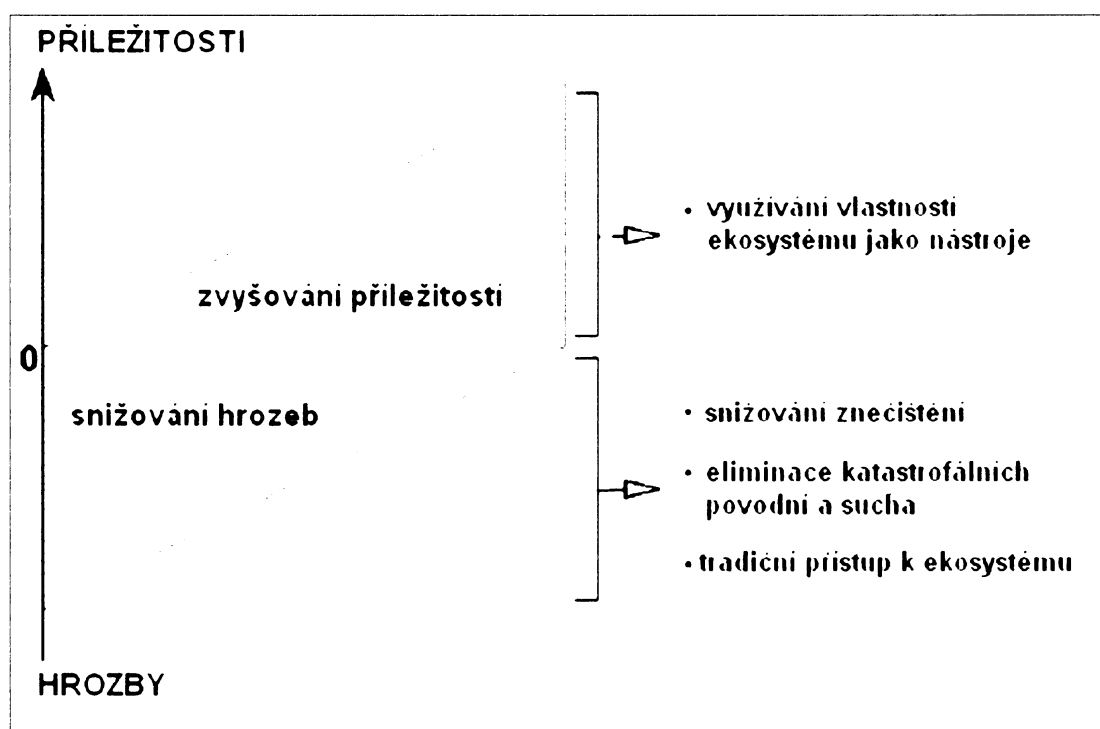 PŘÍLEŽITOSTI
• využívání vlastností
ekosystému jako nástroje
zvyšování příležitostí
0
snižování hrozeb
• snižování znečištění
• eliminace katastrofálních
povodní a sucha
• tradiční přístup k ekosystému
HROZBY